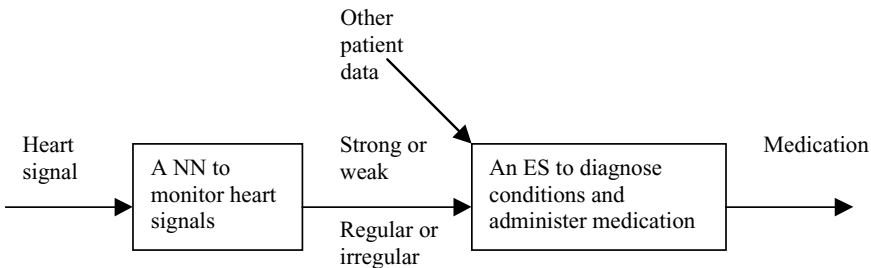 Other
patient
data
Heart
signal
A NN to
monitor heart
signals
Strong or
weak
Regular or
irregular
An ES to diagnose
conditions and
administer medication
Medication